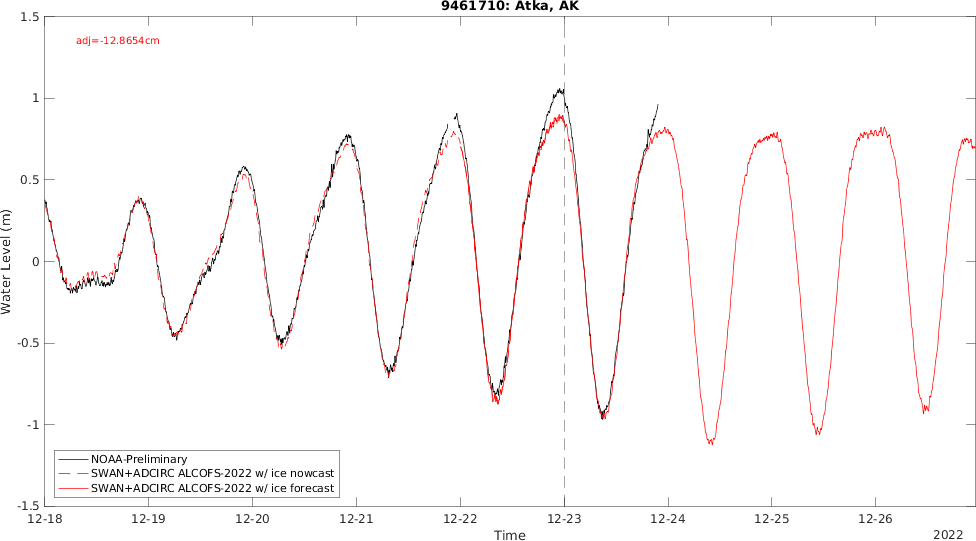 9461710: Atka, AK
adj=-12.8654cm
1.5
1
0.5
0
-0.5
-1
-1.5
Water Level (m)
NOAA-Preliminary
SWAN+ADCIRC ALCOFS-2022 w/ ice nowcast
SWAN+ADCIRC ALCOFS-2022 w/ ice forecast
12-18 12-19 12-20 12-21 12-22 12-23 12-24 12-25 12-26
Time
2022